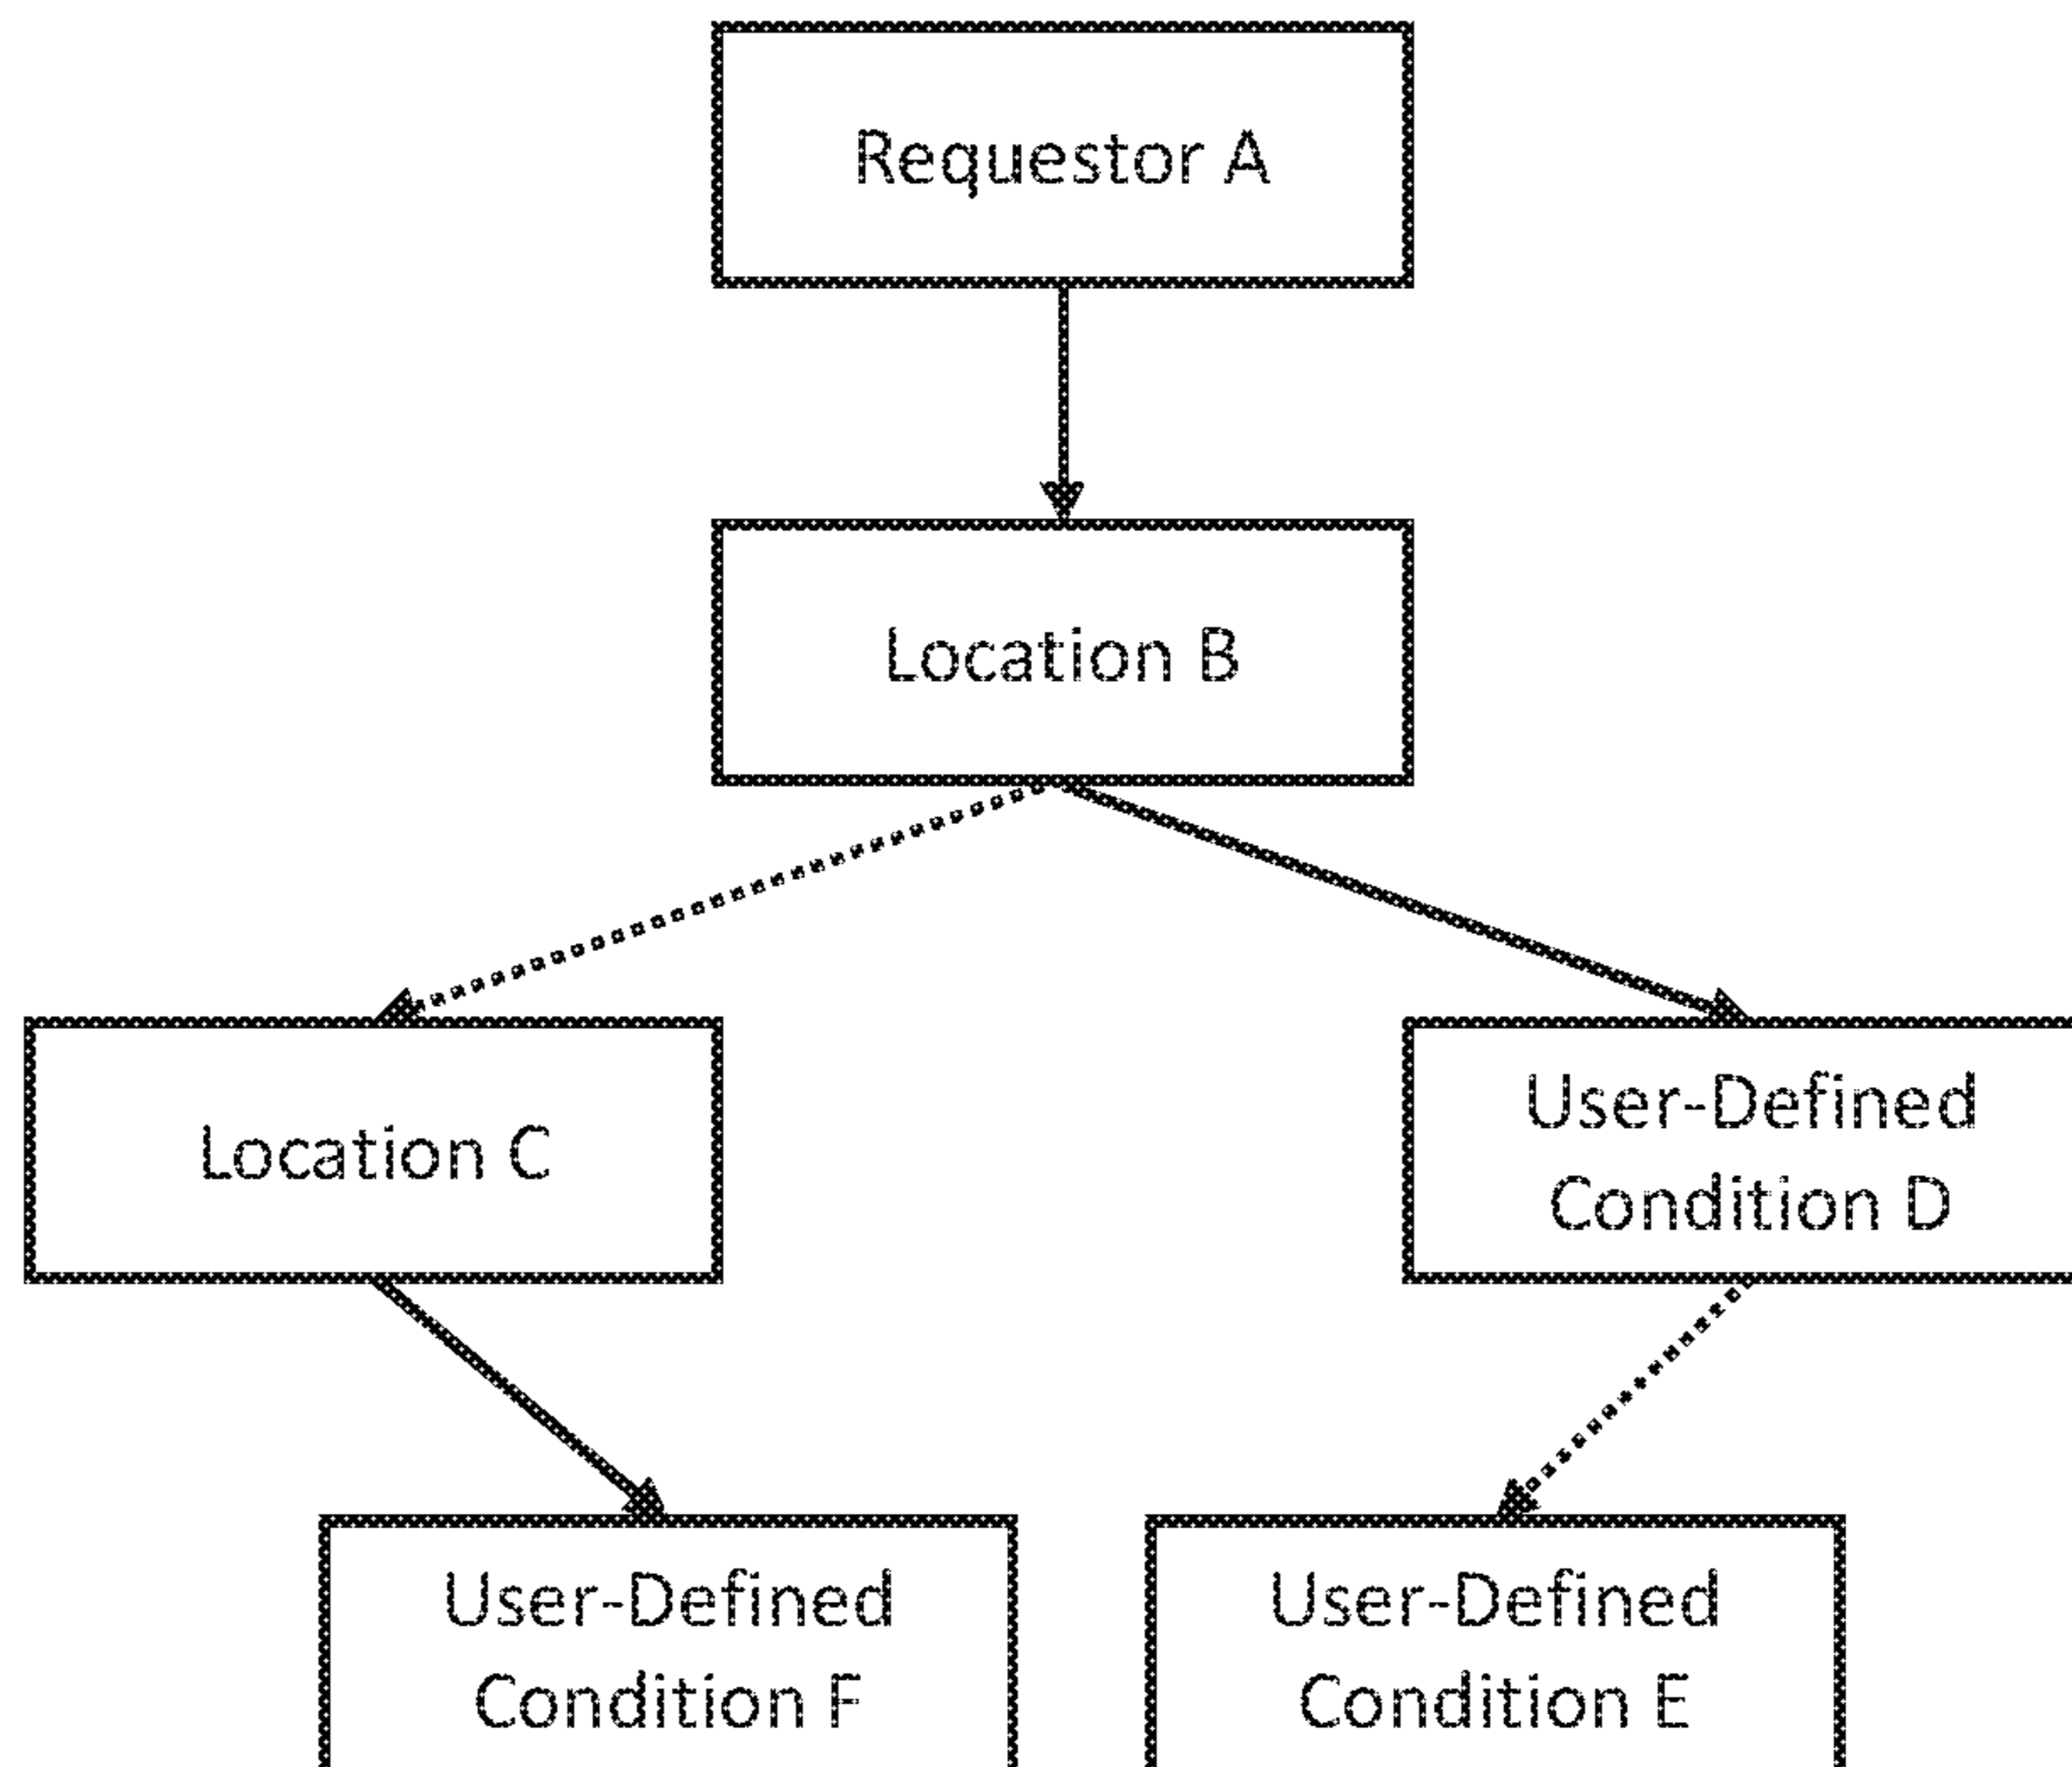 Requestor A
Location B
Location C
User-Defined
Condition D
User-Defined
Condition F
User-Defined
Condition E